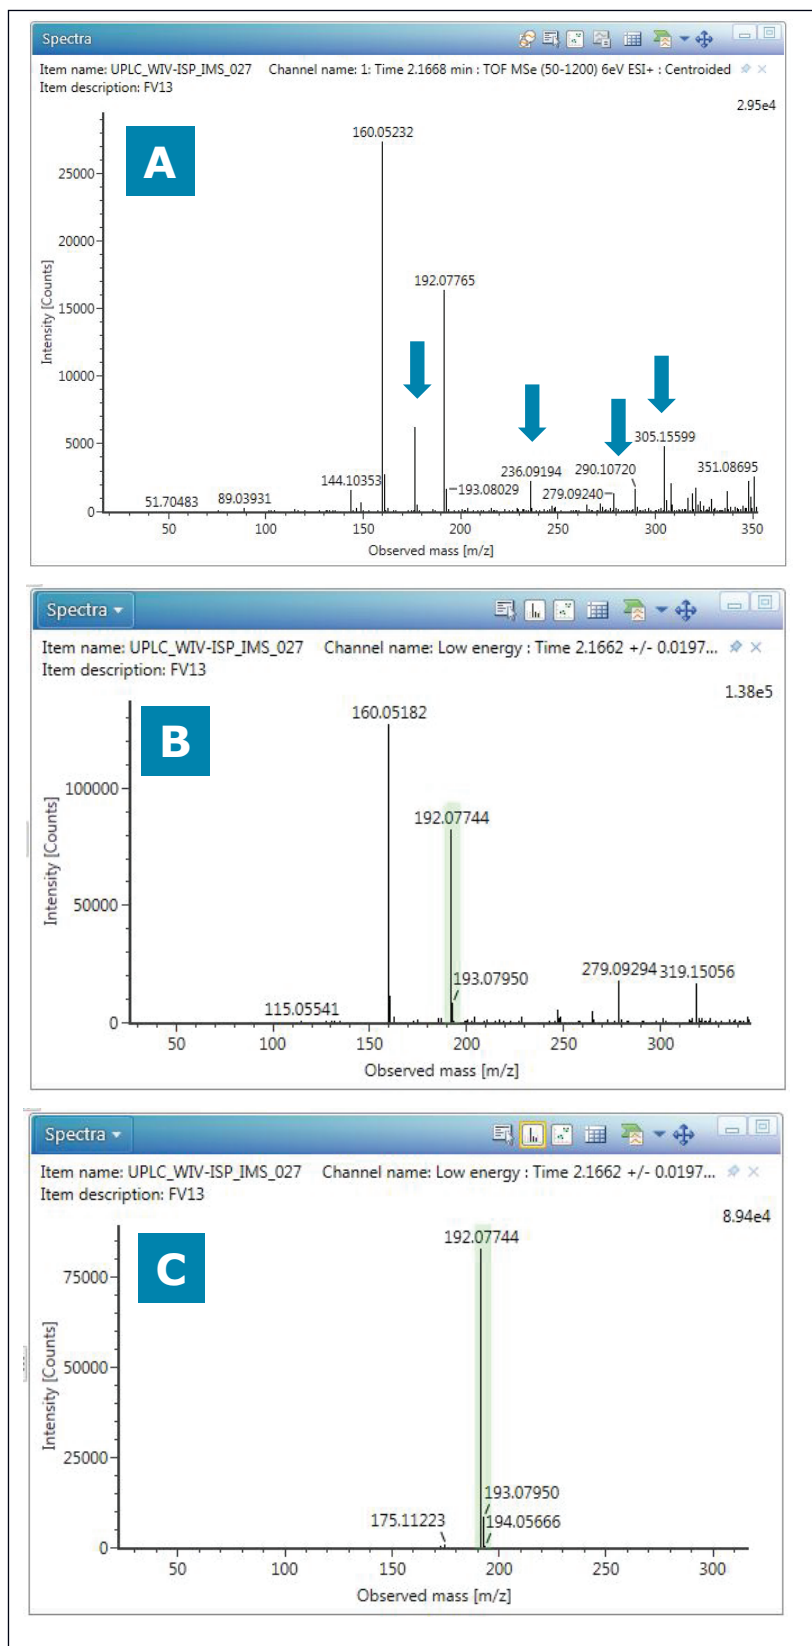 Spectra
Item name: UPLC_WIV-ISP_IMS_027 Channel name: 1: Time 2.1668 min : TOF MSe (50-1200) 6eV ESI+ : Centroided
Item description: FV13
2.95e4
A
160.05232
25000
20000
192.07765
15000
10000
305.15599
5000
236.09194
290.10720
351.08695
144.10353
193.08029
279.09240
51.70483
89.03931
0
50
100
150
200
250
300
350
Intensity [Counts]
Observed mass [m/z]
Spectra
Item name: UPLC_WIV-ISP_IMS_027 Channel name: Low energy : Time 2.1662 +/- 0.0197...
Item description: FV13
1.38e5
160.05182
B
100000
192.07744
50000
279.09294
319.15056
193.07950
115.05541
0
50
100
150
200
250
300
Intensity [Counts]
Observed mass [m/z]
Spectra
Item name: UPLC_WIV-ISP_IMS_027 Channel name: Low energy : Time 2.1662 +/- 0.0197...
Item description: FV13
8.94e4
192.07744
C
75000
50000
25000
193.07950
175.11223
194.05666
0
50
100
150
200
250
300
Intensity [Counts]
Observed mass [m/z]